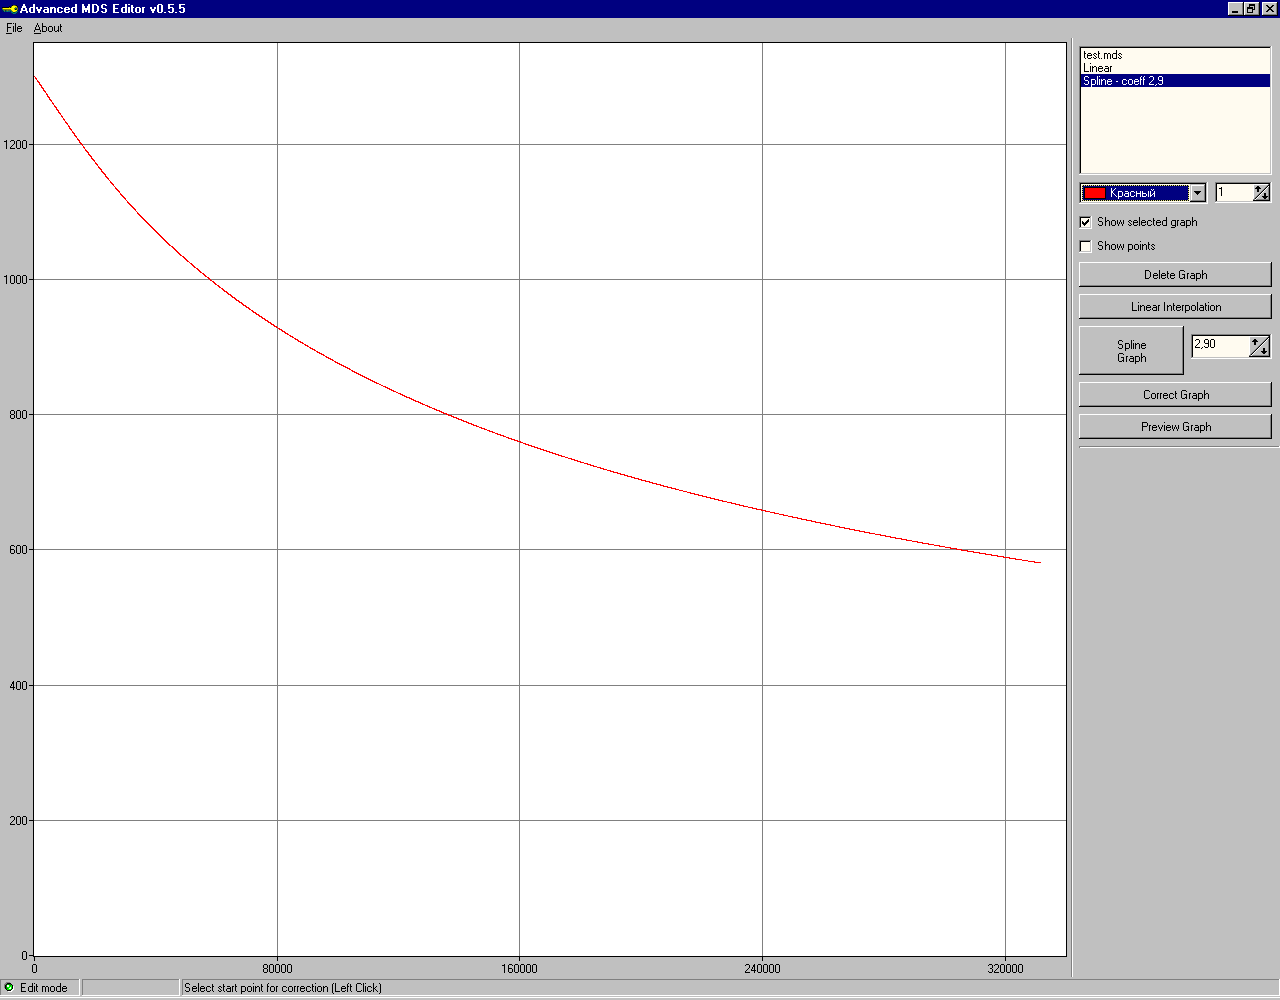 Advanced MDS Editor v0.5.5
File About
test.mds
Linear
Spline - coeff 2,9
Красный 1
Show selected graph
Show points
Delete Graph
Linear Interpolation
Spline
Graph
2,90
Correct Graph
Preview Graph
1200
1000
800
600
400
200
0
0 80000 160000 240000 320000
Edit mode
Select start point for correction (Left Click)